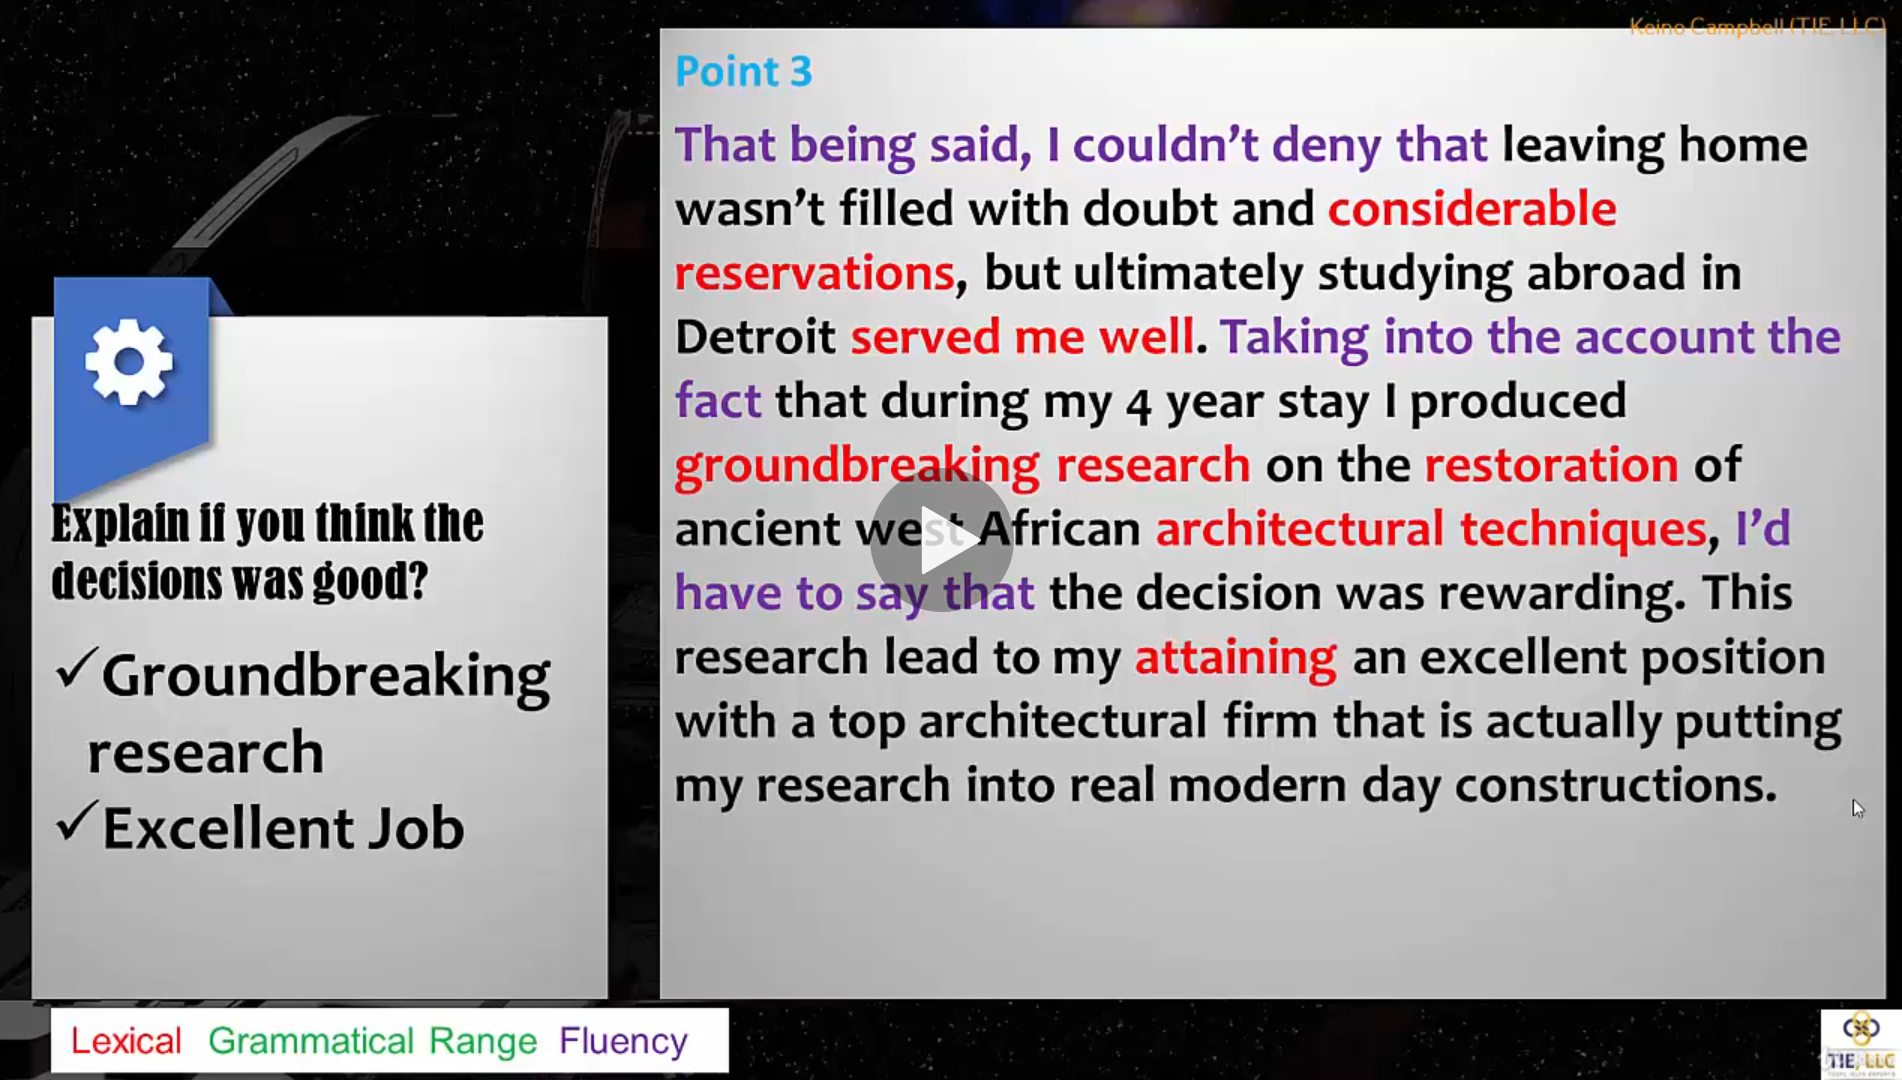 Keino Campbell (TIE, LLC)
Point 3
That being said, I couldn't deny that leaving home
wasn't filled with doubt and considerable
reservations, but ultimately studying abroad in
Detroit served me well. Taking into the account the
fact that during my 4 year stay I produced
groundbreaking research on the restoration of
ancient west African architectural techniques, I'd
have to say that the decision was rewarding. This
research lead to my attaining an excellent position
with a top architectural firm that is actually putting
my research into real modern day constructions.
Explain if you think the
decisions was good?
✓Groundbreaking
research
✓Excellent Job
Lexical Grammatical Range Fluency
TIE, LLC